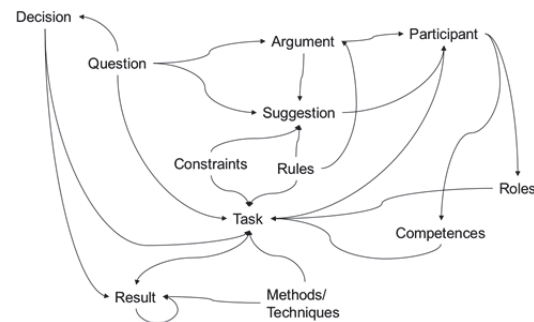 Decision
Question
Argument
Participant
Suggestion
Constraints
Rules
Roles
Task
Competences
Result
Methods/
Techniques